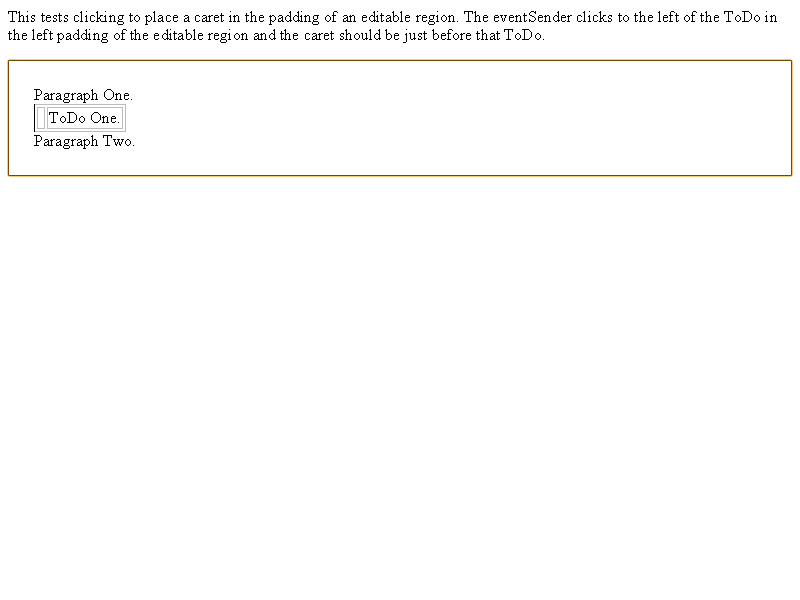 This tests clicking to place a caret in the padding of an editable region. The eventSender clicks to the left of the ToDo in
the left padding of the editable region and the caret should be just before that ToDo.
Paragraph One.
ToDo One.
Paragraph Two.